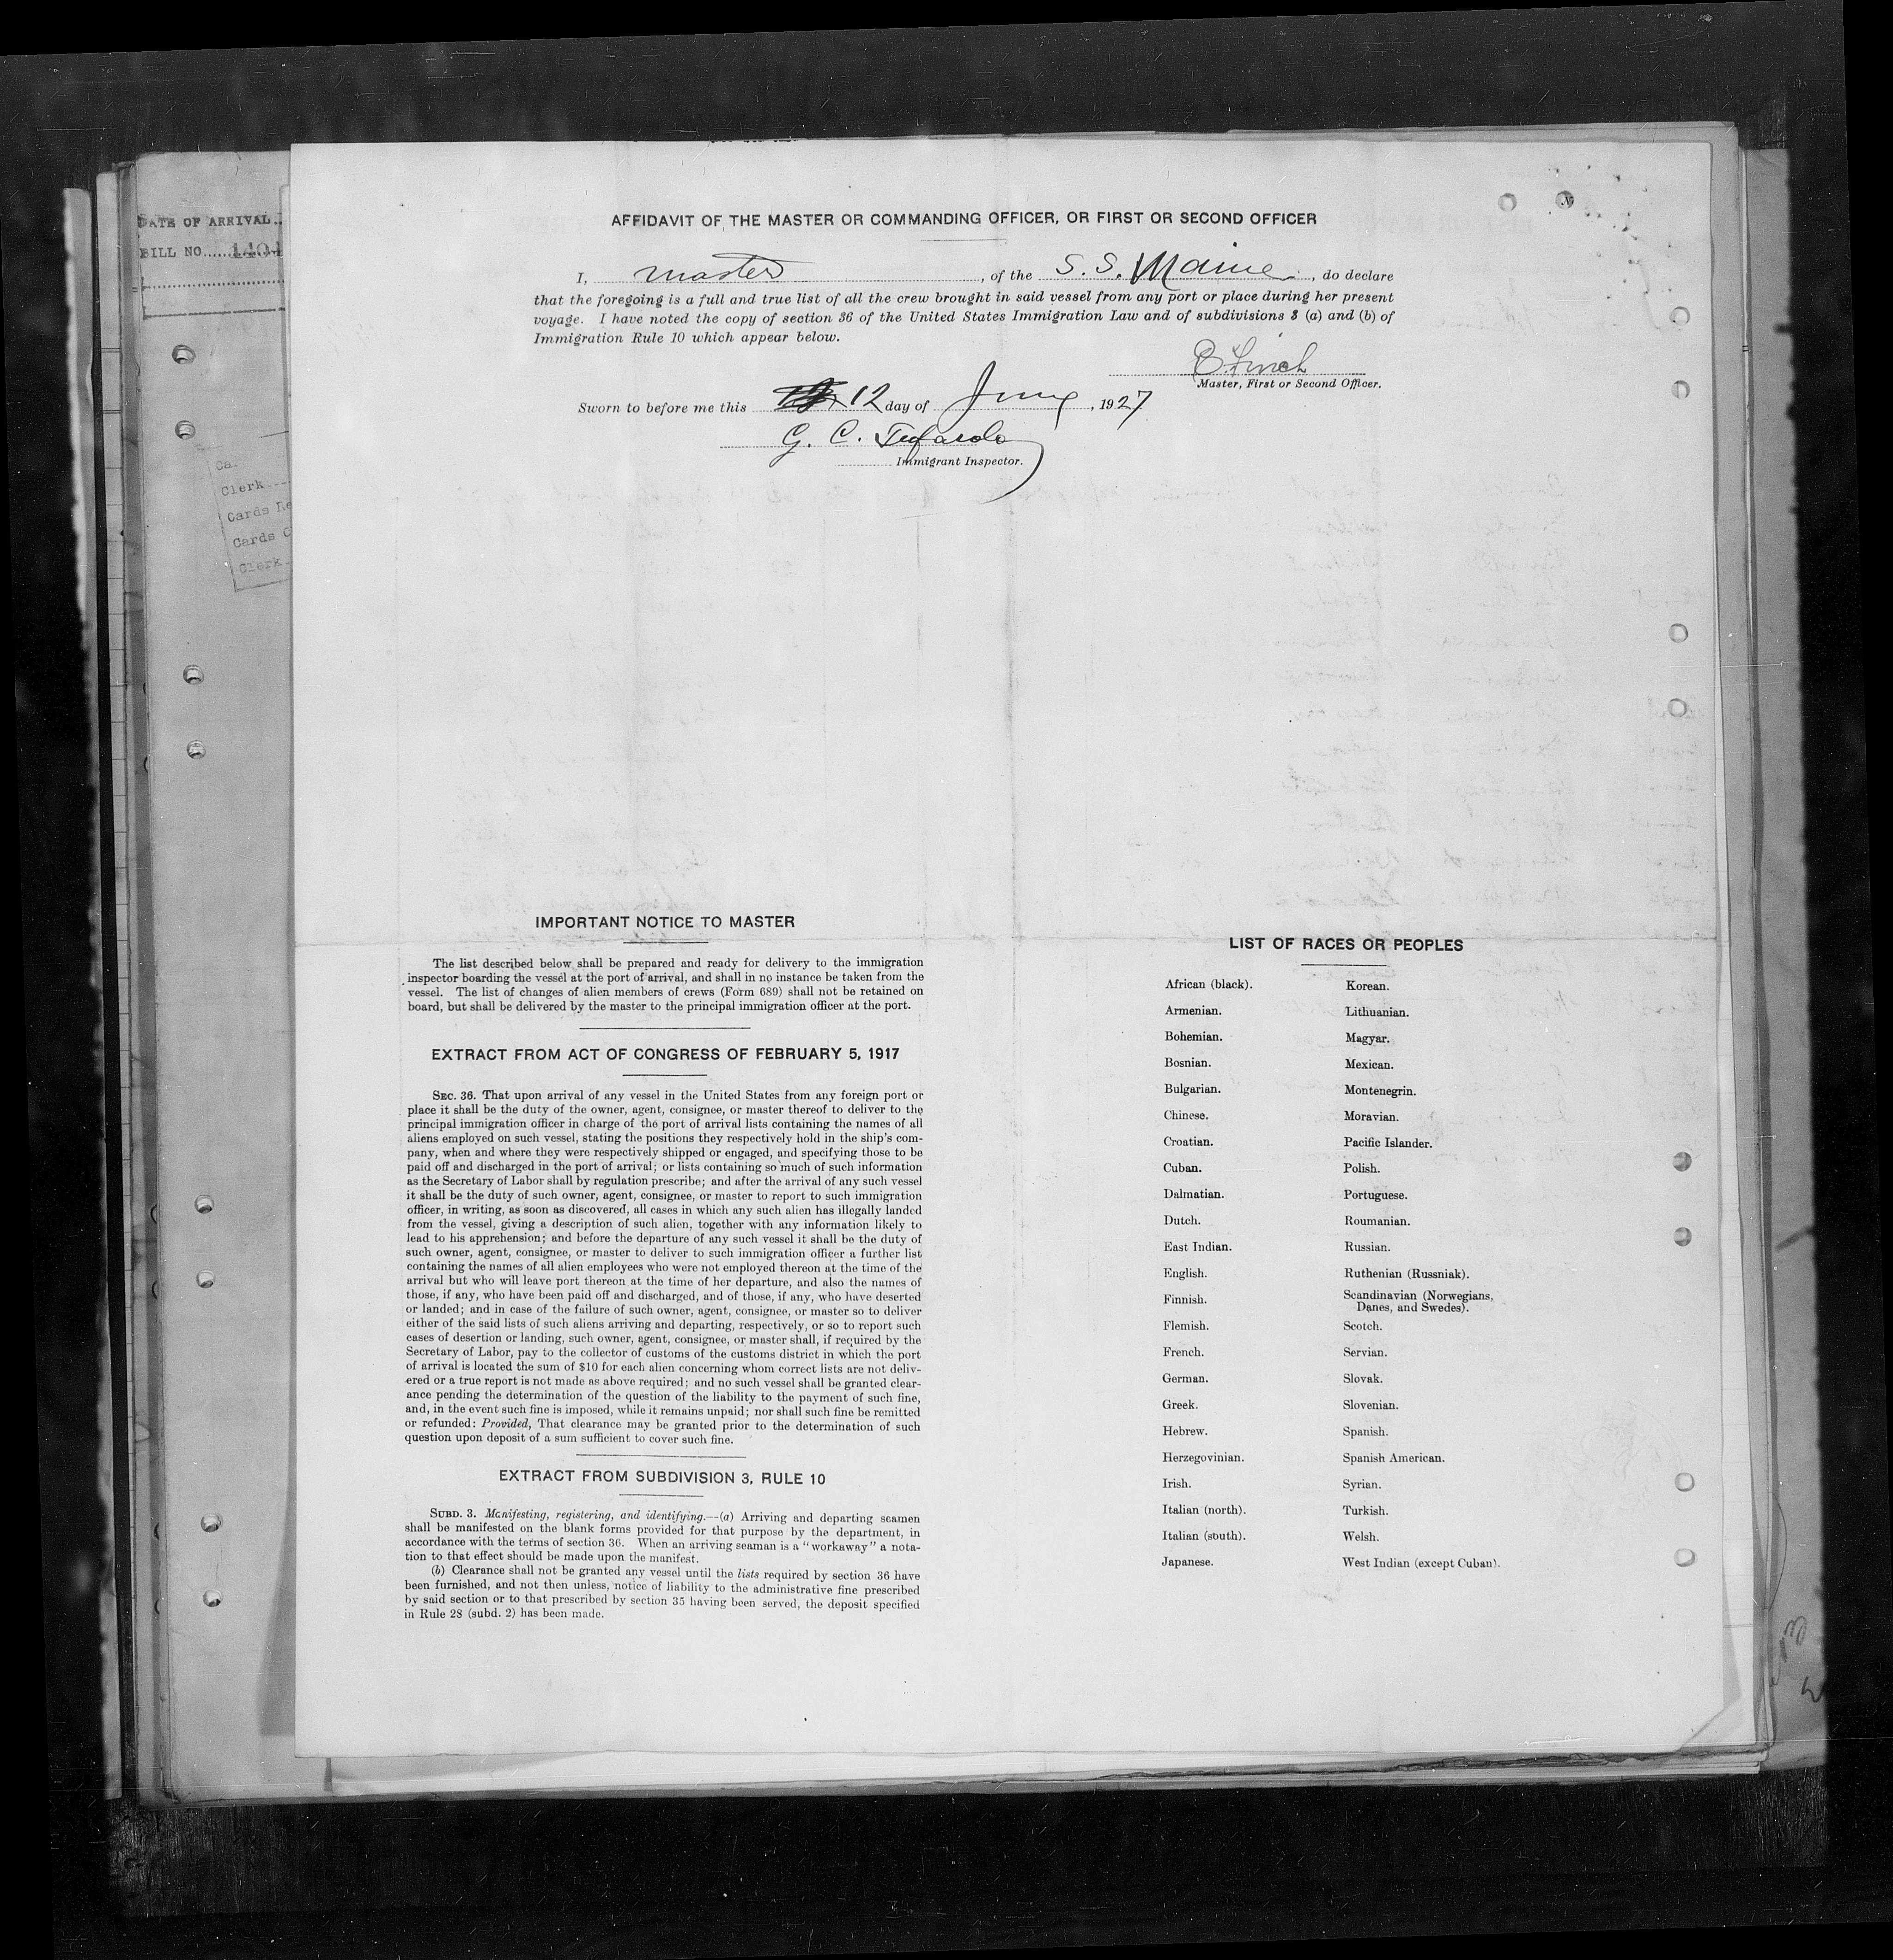 DATE OF ARRIVAL
BILL NO.
Clerk
Cards
Cards
Clerk
AFFIDAVIT OF THE MASTER OR COMMANDING OFFICER, OR FIRST OR SECOND OFFICER
I, master, of the S. S. Maine, do declare
that the foregoing is a full and true list of all the crew brought in said vessel from any port or place during her present
voyage. I have noted the copy of section 36 of the United States Immigration Law and of subdivisions 3 (a) and (b) of
Immigration Rule 10 which appear below.
E. Finch
Master, First or Second Officer.
Sworn to before me this 12 day of June, 1927
G. C.
Immigrant Inspector.
IMPORTANT NOTICE TO MASTER
The list described below shall be prepared and ready for delivery to the immigration
inspector boarding the vessel at the port of arrival, and shall in no instance be taken from the
vessel. The list of changes of alien members of crews (Form 689) shall not be retained on
board, but shall be delivered by the master to the principal immigration officer at the port.
EXTRACT FROM ACT OF CONGRESS OF FEBRUARY 5, 1917
SEC. 36. That upon arrival of any vessel in the United States from any foreign port or
place it shall be the duty of the owner, agent, consignee, or master thereof to deliver to the
principal immigration officer in charge of the port of arrival lists containing the names of all
aliens employed on such vessel, stating the positions they respectively hold in the ship's com-
pany, when and where they were respectively shipped or engaged, and specifying those to be
paid off and discharged in the port of arrival; or lists containing so much of such information
as the Secretary of Labor shall by regulation prescribe; and after the arrival of any such vessel
it shall be the duty of such owner, agent, consignee, or master to report to such immigration
officer, in writing, as soon as discovered, all cases in which any such alien has illegally landed
from the vessel, giving a description of such alien, together with any information likely to
lead to his apprehension; and before the departure of any such vessel it shall be the duty of
such owner, agent, consignee, or master to deliver to such immigration officer a further list
containing the names of all alien employees who were not employed thereon at the time of the
arrival but who will leave port thereon at the time of her departure, and also the names of
those, if any, who have been paid off and discharged, and of those, if any, who have deserted
or landed; and in case of the failure of such owner, agent, consignee, or master so to deliver
either of the said lists of such aliens arriving and departing, respectively, or so to report such
cases of desertion or landing, such owner, agent, consignee, or master shall, if required by the
Secretary of Labor, pay to the collector of customs of the customs district in which the port
of arrival is located the sum of $10 for each alien concerning whom correct lists are not deliv-
ered or a true report is not made as above required; and no such vessel shall be granted clear-
ance pending the determination of the question of the liability to the payment of such fine,
and, in the event such fine is imposed, while it remains unpaid; nor shall such fine be remitted
or refunded: Provided, That clearance may be granted prior to the determination of such
question upon deposit of a sum sufficient to cover such fine.
EXTRACT FROM SUBDIVISION 3, RULE 10
SUBD. 3. Manifesting, registering, and identifying.—(a) Arriving and departing seamen
shall be manifested on the blank forms provided for that purpose by the department, in
accordance with the terms of section 36. When an arriving seaman is a "workaway" a nota-
tion to that effect should be made upon the manifest.
(b) Clearance shall not be granted any vessel until the lists required by section 36 have
been furnished, and not then unless, notice of liability to the administrative fine prescribed
by said section or to that prescribed by section 35 having been served, the deposit specified
in Rule 28 (subd. 2) has been made.
LIST OF RACES OR PEOPLES
African (black).
Armenian.
Bohemian.
Bosnian.
Bulgarian.
Chinese.
Croatian.
Cuban.
Dalmatian.
Dutch.
East Indian.
English.
Finnish.
Flemish.
French.
German.
Greek.
Hebrew.
Herzegovinian.
Irish.
Italian (north).
Italian (south).
Japanese.
Korean.
Lithuanian.
Magyar.
Mexican.
Montenegrin.
Moravian.
Pacific Islander.
Polish.
Portuguese.
Roumanian.
Russian.
Ruthenian (Russniak).
Scandinavian (Norwegians,
Danes, and Swedes).
Scotch.
Servian.
Slovak.
Slovenian.
Spanish.
Spanish American.
Syrian.
Turkish.
Welsh.
West Indian (except Cuban).